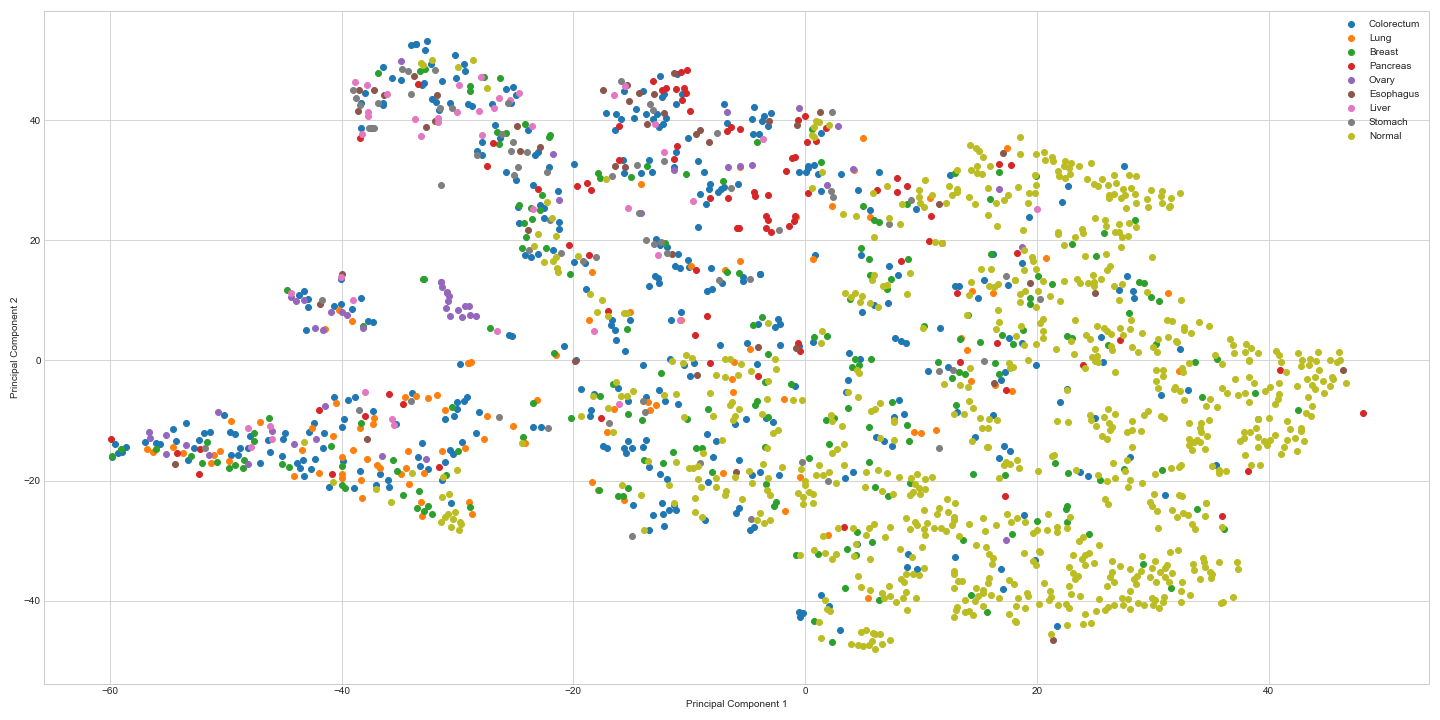 Colorectum
Lung
Breast
Pancreas
Ovary
Esophagus
Liver
Stomach
Normal
Principal Component 2
40
20
0
−20
−40
−60 −40 −20 0 20 40
Principal Component 1